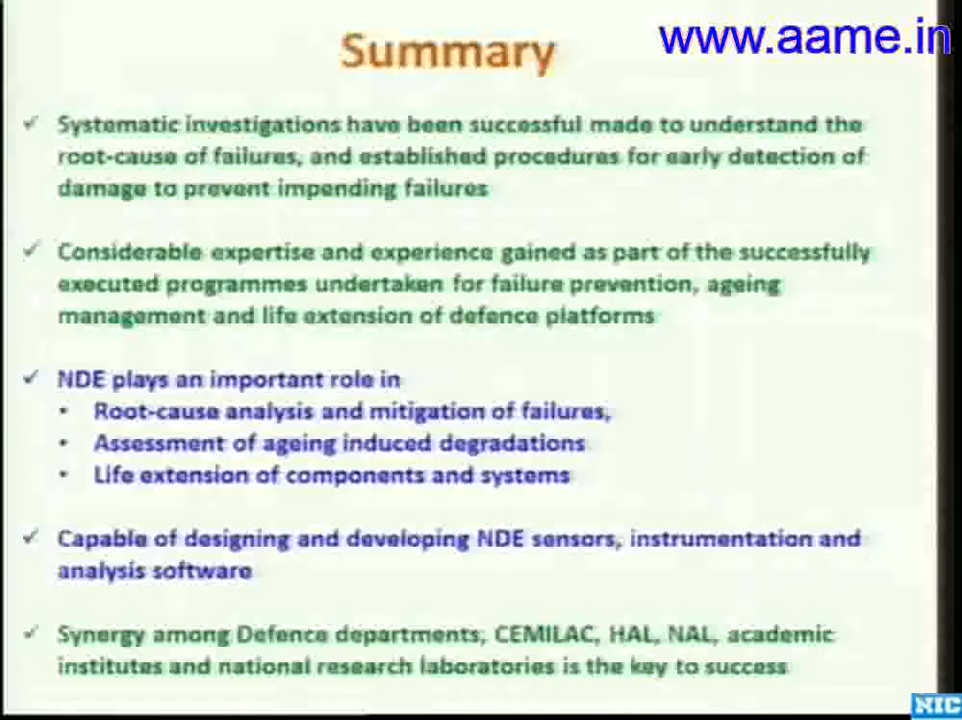 Summary
www.aame.in
✓ Systematic investigations have been successful made to understand the
root-cause of failures, and established procedures for early detection of
damage to prevent impending failures
✓ Considerable expertise and experience gained as part of the successfully
executed programmes undertaken for failure prevention, ageing
management and life extension of defence platforms
✓ NDE plays an important role in
• Root-cause analysis and mitigation of failures,
• Assessment of ageing induced degradations
• Life extension of components and systems
✓ Capable of designing and developing NDE sensors, instrumentation and
analysis software
✓ Synergy among Defence departments, CEMILAC, HAL, NAL, academic
institutes and national research laboratories is the key to success
NIC